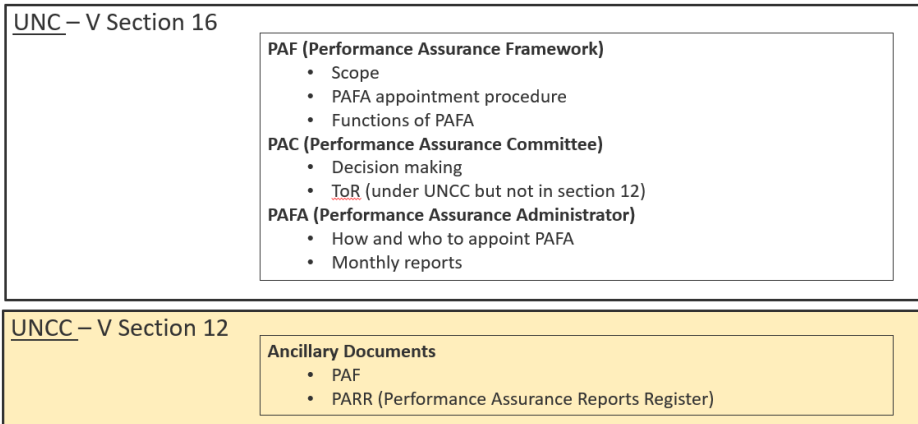 UNC – V Section 16
PAF (Performance Assurance Framework)
• Scope
• PAFA appointment procedure
• Functions of PAFA
PAC (Performance Assurance Committee)
• Decision making
• ToR (under UNCC but not in section 12)
PAFA (Performance Assurance Administrator)
• How and who to appoint PAFA
• Monthly reports
UNCC – V Section 12
Ancillary Documents
• PAF
• PARR (Performance Assurance Reports Register)